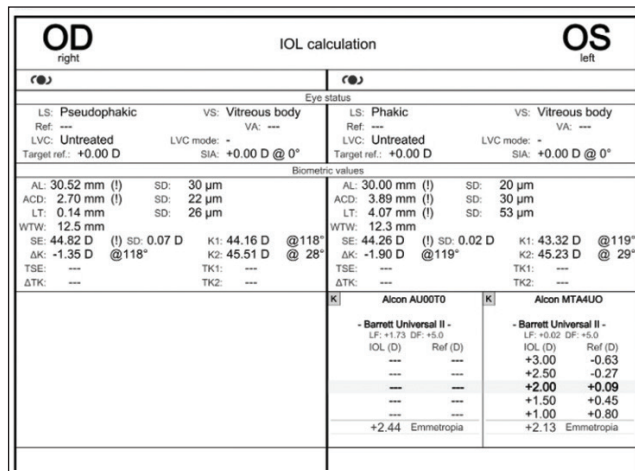 OD
right
IOL calculation
OS
left
Eye status
LS: Pseudophakic VS: Vitreous body
Ref: --- VA: ---
LVC: Untreated LVC mode: -
Target ref.: +0.00 D SIA: +0.00 D @ 0°
LS: Phakic VS: Vitreous body
Ref: --- VA: ---
LVC: Untreated LVC mode: -
Target ref.: +0.00 D SIA: +0.00 D @ 0°
Biometric values
AL: 30.52 mm (!) SD: 30 µm
ACD: 2.70 mm (!) SD: 22 µm
LT: 0.14 mm SD: 26 µm
WTW: 12.5 mm
SE: 44.82 D (!) SD: 0.07 D K1: 44.16 D @118°
ΔK: -1.35 D @118° K2: 45.51 D @ 28°
TSE: --- TK1: ---
ΔTK: --- TK2: ---
AL: 30.00 mm (!) SD: 20 µm
ACD: 3.89 mm (!) SD: 30 µm
LT: 4.07 mm (!) SD: 53 µm
WTW: 12.3 mm
SE: 44.26 D (!) SD: 0.02 D K1: 43.32 D @119°
ΔK: -1.90 D @119° K2: 45.23 D @ 29°
TSE: --- TK1: ---
ΔTK: --- TK2: ---
K Alcon AU00T0
- Barrett Universal II -
LF: +1.73 DF: +5.0
IOL (D) Ref (D)
--- ---
--- ---
--- ---
--- ---
--- ---
+2.44 Emmetropia
K Alcon MTA4UO
- Barrett Universal II -
LF: +0.02 DF: +5.0
IOL (D) Ref (D)
+3.00 -0.63
+2.50 -0.27
+2.00 +0.09
+1.50 +0.45
+1.00 +0.80
+2.13 Emmetropia